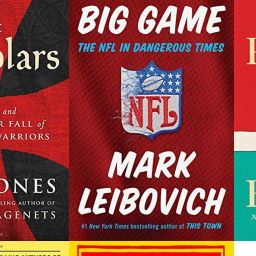 olars
and
R FALL of
WARRIORS
ONES
LLING AUTHOR OF
AGENETS
BIG GAME
THE NFL IN DANGEROUS TIMES
NFL
MARK
LEIBOVICH
#1 New York Times bestselling author of THIS TOWN